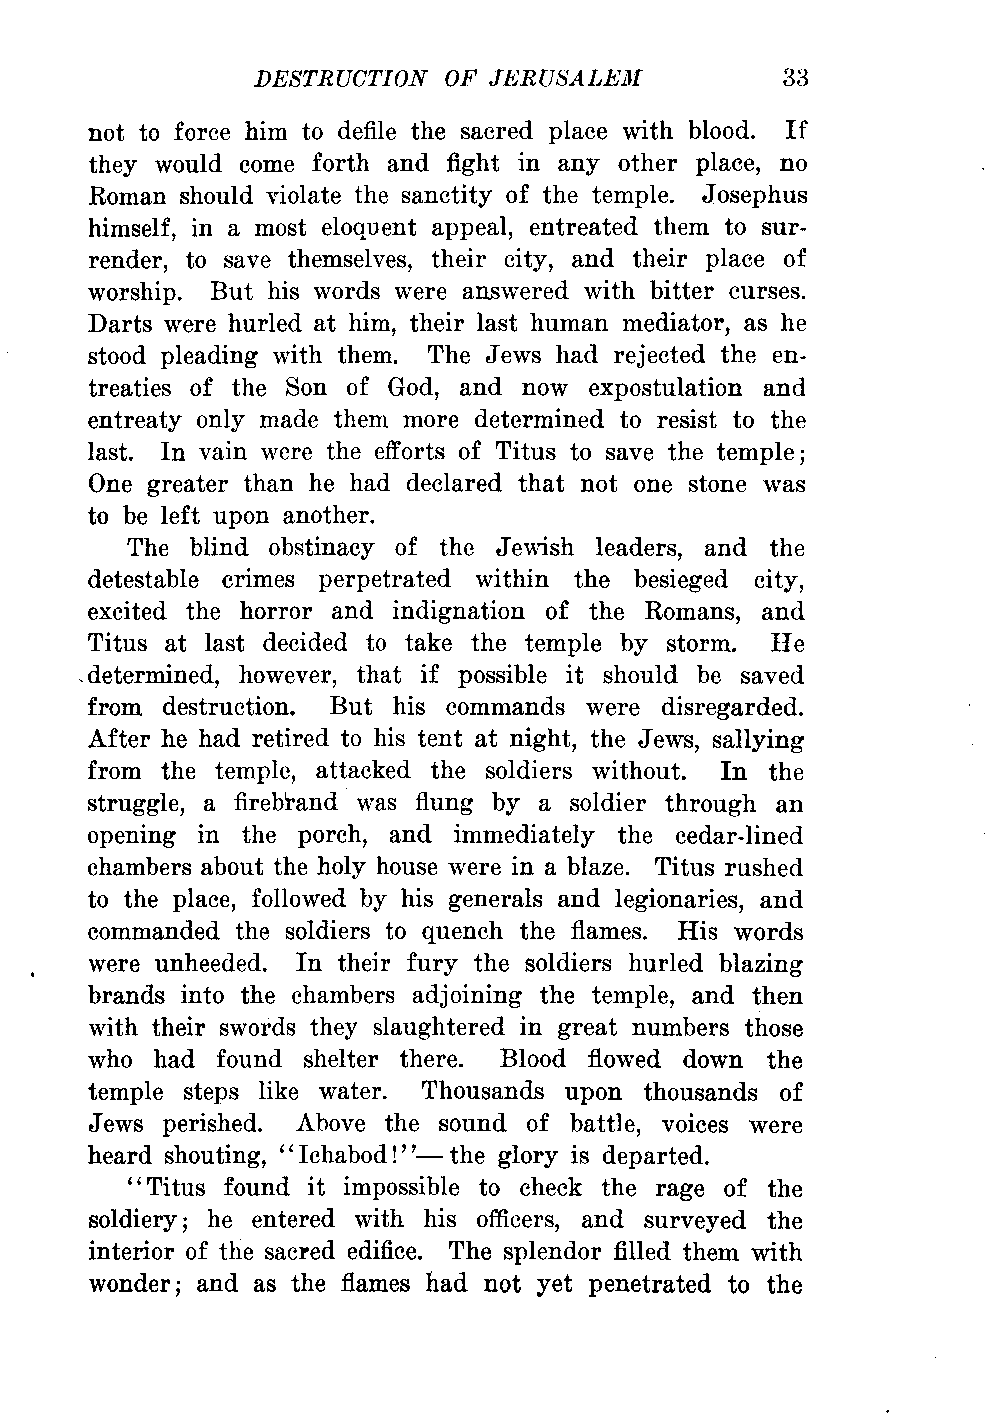 DESTRUCTION OF JERUSALEM 33
not to force him to defile the sacred place with blood. If
they would come forth and fight in any other place, no
Roman should violate the sanctity of the temple. Josephus
himself, in a most eloquent appeal, entreated them to sur-
render, to save themselves, their city, and their place of
worship. But his words were answered with bitter curses.
Darts were hurled at him, their last human mediator, as he
stood pleading with them. The Jews had rejected the en-
treaties of the Son of God, and now expostulation and
entreaty only made them more determined to resist to the
last. In vain were the efforts of Titus to save the temple;
One greater than he had declared that not one stone was
to be left upon another.
The blind obstinacy of the Jewish leaders, and the
detestable crimes perpetrated within the besieged city,
excited the horror and indignation of the Romans, and
Titus at last decided to take the temple by storm. He
determined, however, that if possible it should be saved
from destruction. But his commands were disregarded.
After he had retired to his tent at night, the Jews, sallying
from the temple, attacked the soldiers without. In the
struggle, a firebrand was flung by a soldier through an
opening in the porch, and immediately the cedar-lined
chambers about the holy house were in a blaze. Titus rushed
to the place, followed by his generals and legionaries, and
commanded the soldiers to quench the flames. His words
were unheeded. In their fury the soldiers hurled blazing
brands into the chambers adjoining the temple, and then
with their swords they slaughtered in great numbers those
who had found shelter there. Blood flowed down the
temple steps like water. Thousands upon thousands of
Jews perished. Above the sound of battle, voices were
heard shouting, "Ichabod!"— the glory is departed.
"Titus found it impossible to check the rage of the
soldiery; he entered with his officers, and surveyed the
interior of the sacred edifice. The splendor filled them with
wonder; and as the flames had not yet penetrated to the